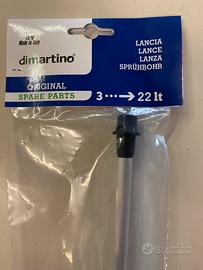 Made in Italy
dimartino®
ORIGINAL
SPARE PARTS
LANCIA
LANCE
LANZA
SPRÜHROHR
3 ····➔ 22 lt
subito